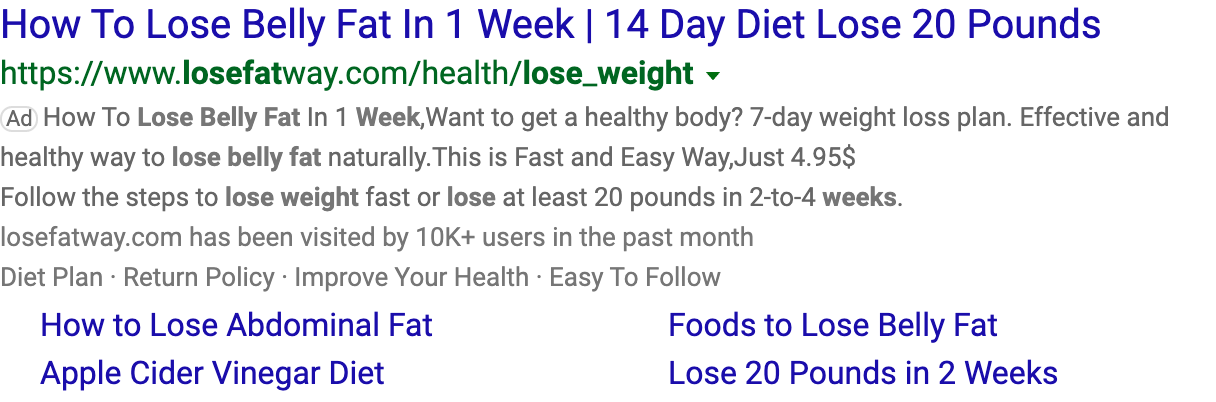 How To Lose Belly Fat In 1 Week | 14 Day Diet Lose 20 Pounds
https://www.losefatway.com/health/lose_weight
Ad How To Lose Belly Fat In 1 Week,Want to get a healthy body? 7-day weight loss plan. Effective and
healthy way to lose belly fat naturally.This is Fast and Easy Way,Just 4.95$
Follow the steps to lose weight fast or lose at least 20 pounds in 2-to-4 weeks.
losefatway.com has been visited by 10K+ users in the past month
Diet Plan · Return Policy · Improve Your Health · Easy To Follow
How to Lose Abdominal Fat Foods to Lose Belly Fat
Apple Cider Vinegar Diet Lose 20 Pounds in 2 Weeks